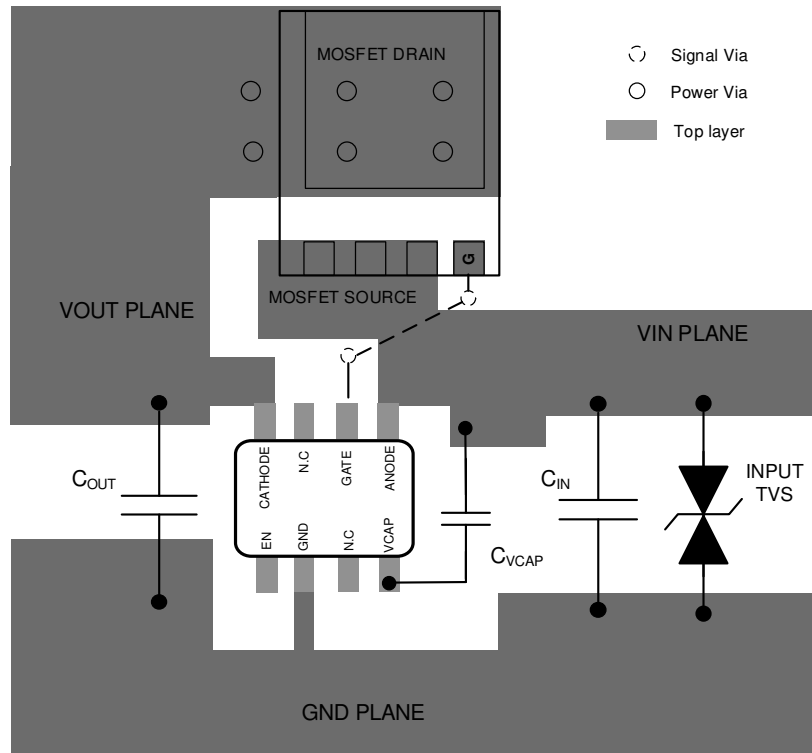 MOSFET DRAIN
Signal Via
Power Via
Top layer
G
MOSFET SOURCE
VOUT PLANE
VIN PLANE
CATHODE
N.C
GATE
ANODE
COUT
CIN
INPUT
TVS
EN
GND
N.C
VCAP
CVCAP
GND PLANE